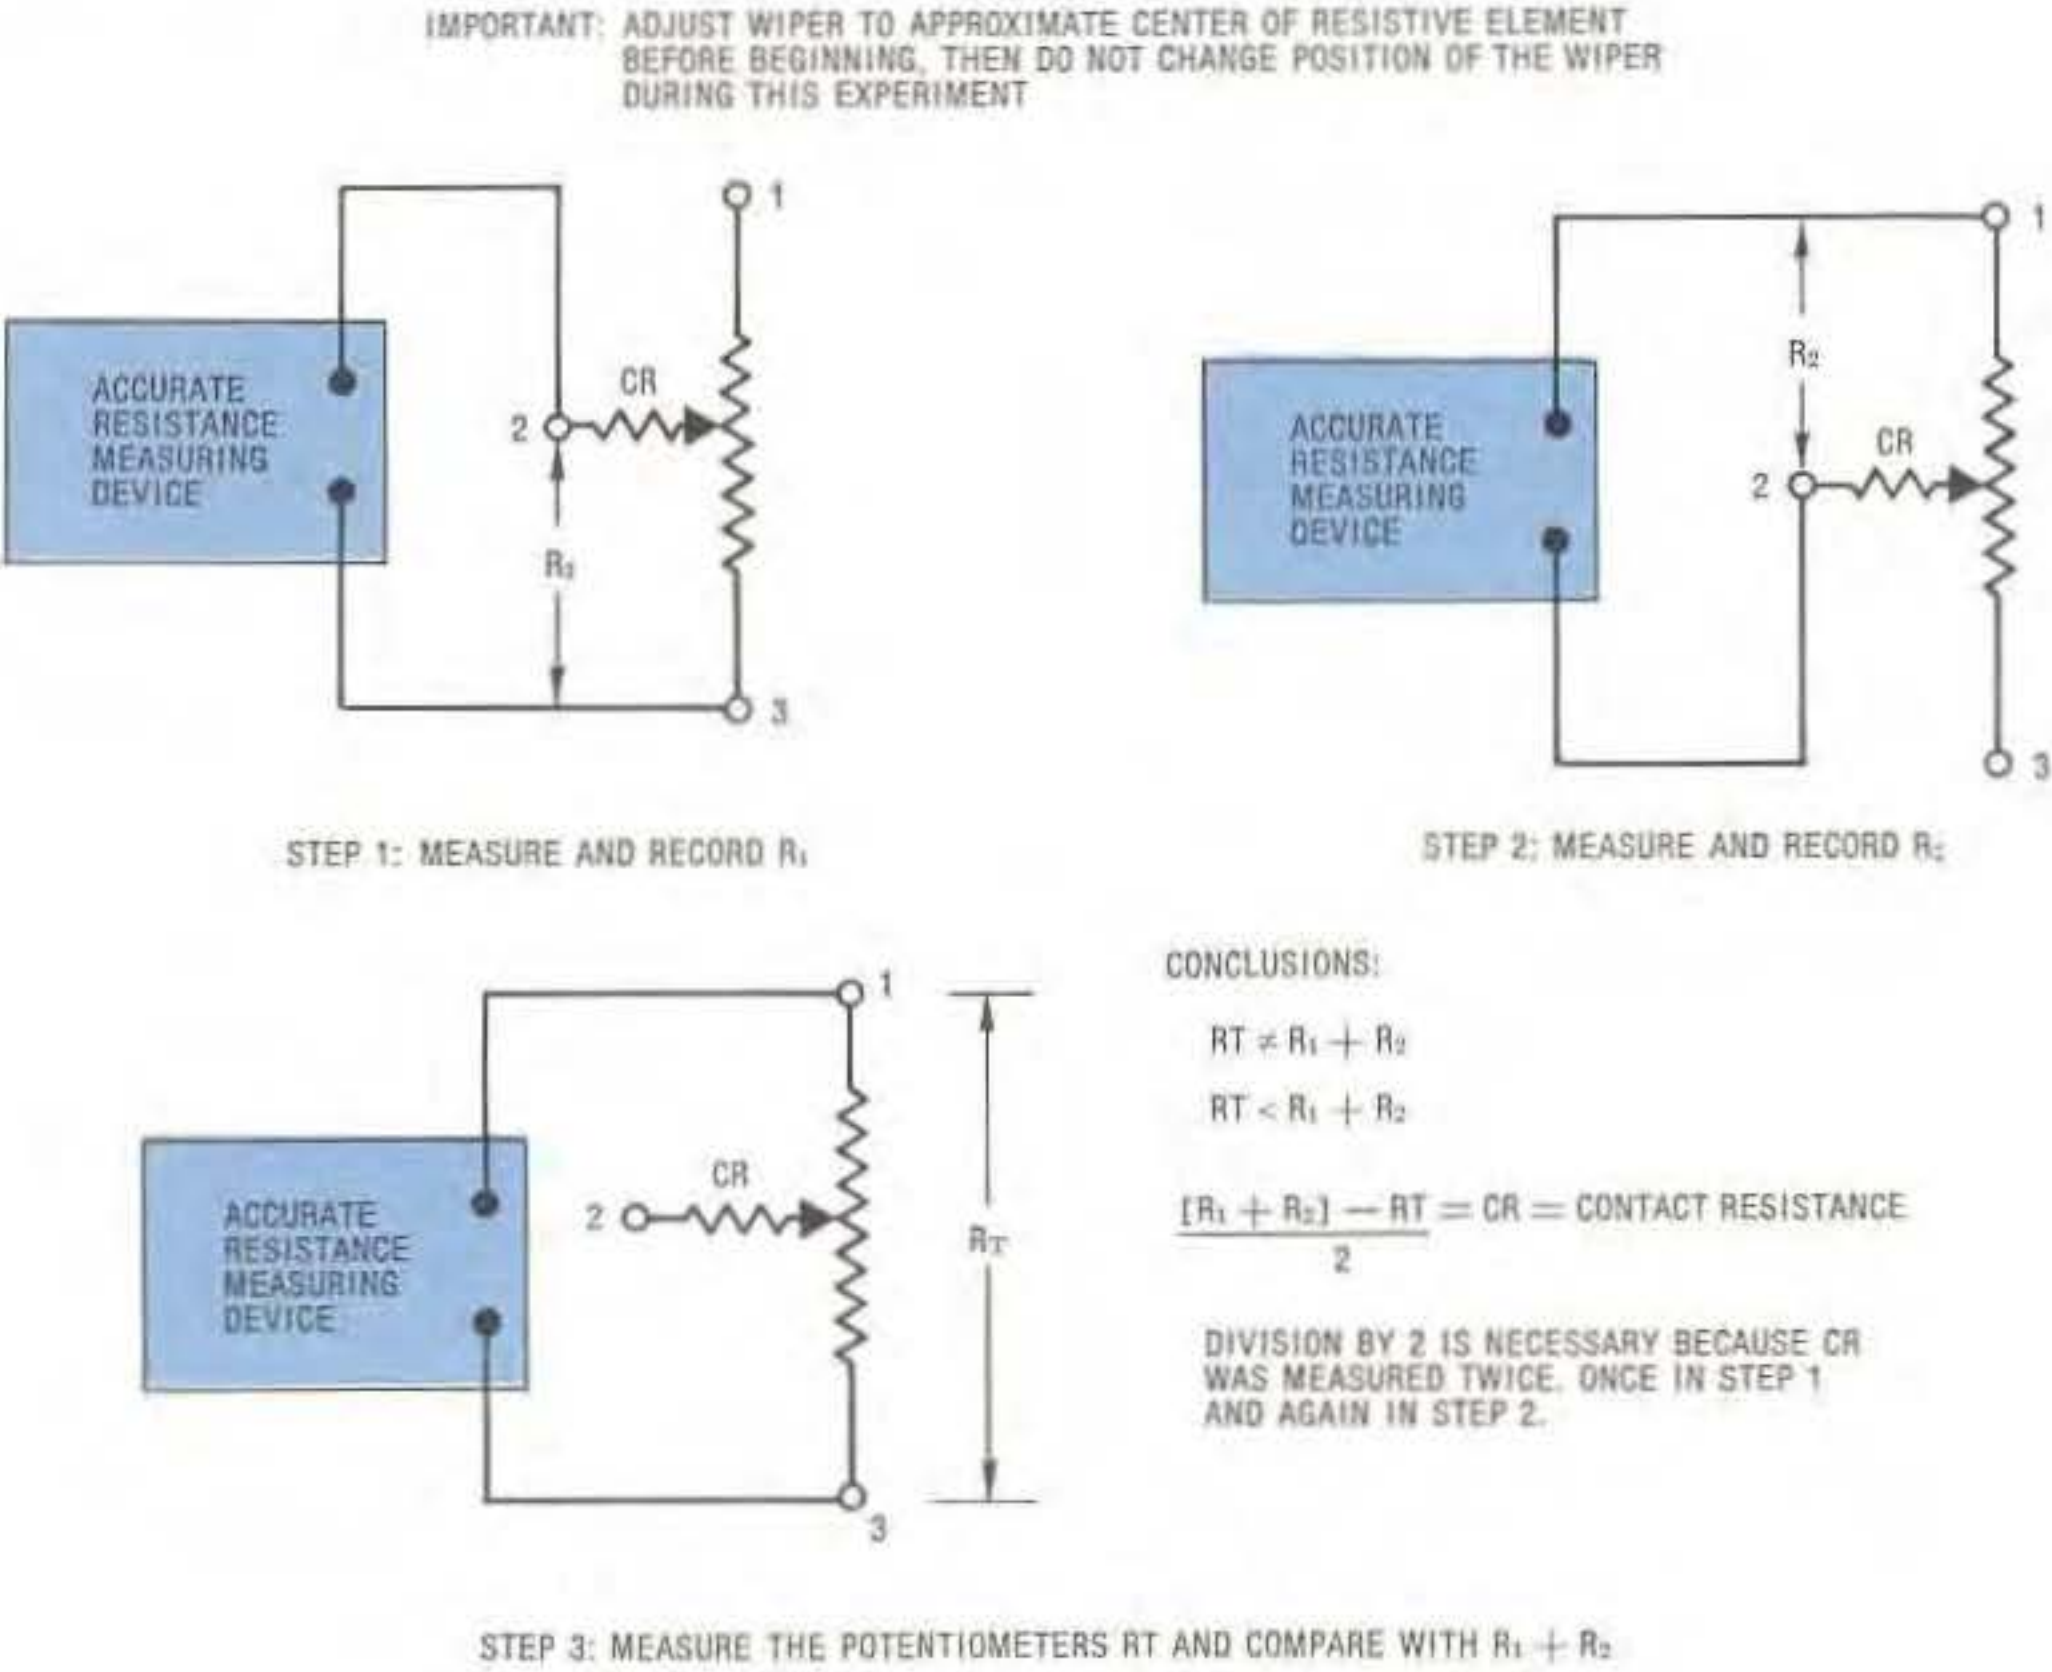 IMPORTANT: ADJUST WIPER TO APPROXIMATE CENTER OF RESISTIVE ELEMENT
BEFORE BEGINNING, THEN DO NOT CHANGE POSITION OF THE WIPER
DURING THIS EXPERIMENT
1
ACCURATE
RESISTANCE
MEASURING
DEVICE
CR
2
R₁
3
STEP 1: MEASURE AND RECORD R₁
1
R₂
ACCURATE
RESISTANCE
MEASURING
DEVICE
CR
2
3
STEP 2: MEASURE AND RECORD R₂
1
ACCURATE
RESISTANCE
MEASURING
DEVICE
CR
2
RT
3
CONCLUSIONS:
RT ≠ R₁ + R₂
RT < R₁ + R₂
[R₁ + R₂] — RT = CR = CONTACT RESISTANCE
2
DIVISION BY 2 IS NECESSARY BECAUSE CR
WAS MEASURED TWICE. ONCE IN STEP 1
AND AGAIN IN STEP 2.
STEP 3: MEASURE THE POTENTIOMETERS RT AND COMPARE WITH R₁ + R₂